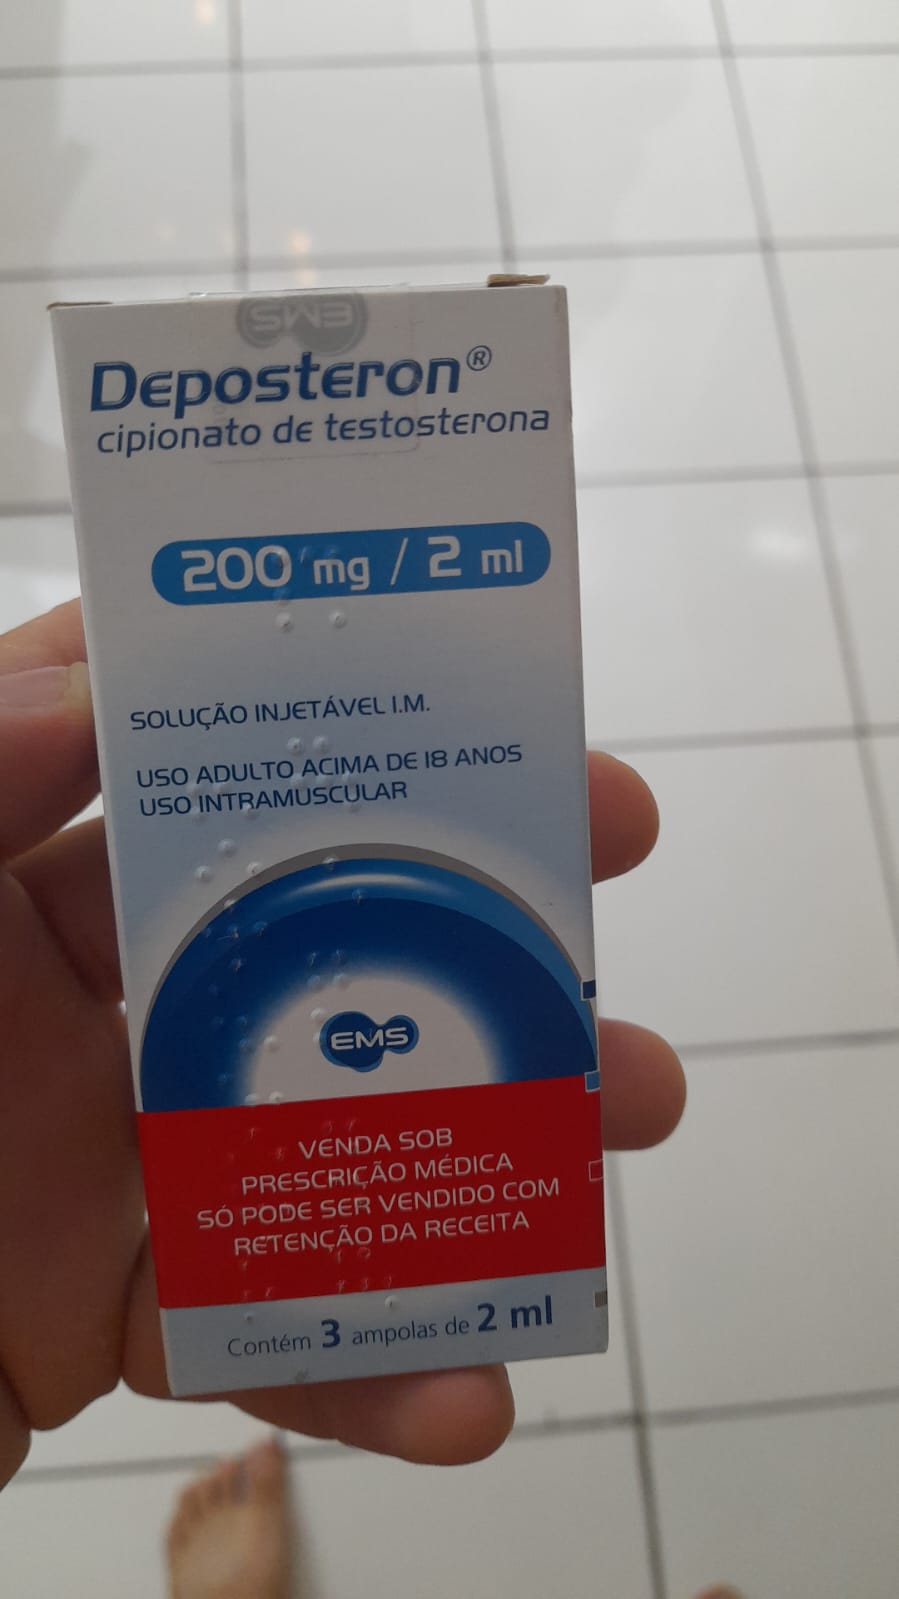 EMS
Deposteron®
cipionato de testosterona
200 mg / 2 ml
SOLUÇÃO INJETÁVEL I.M.
USO ADULTO ACIMA DE 18 ANOS
USO INTRAMUSCULAR
EMS
VENDA SOB
PRESCRIÇÃO MÉDICA
SÓ PODE SER VENDIDO COM
RETENÇÃO DA RECEITA
Contém 3 ampolas de 2 ml